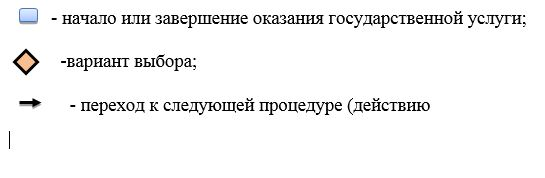 - начало или завершение оказания государственной услуги;
-вариант выбора;
- переход к следующей процедуре (действию